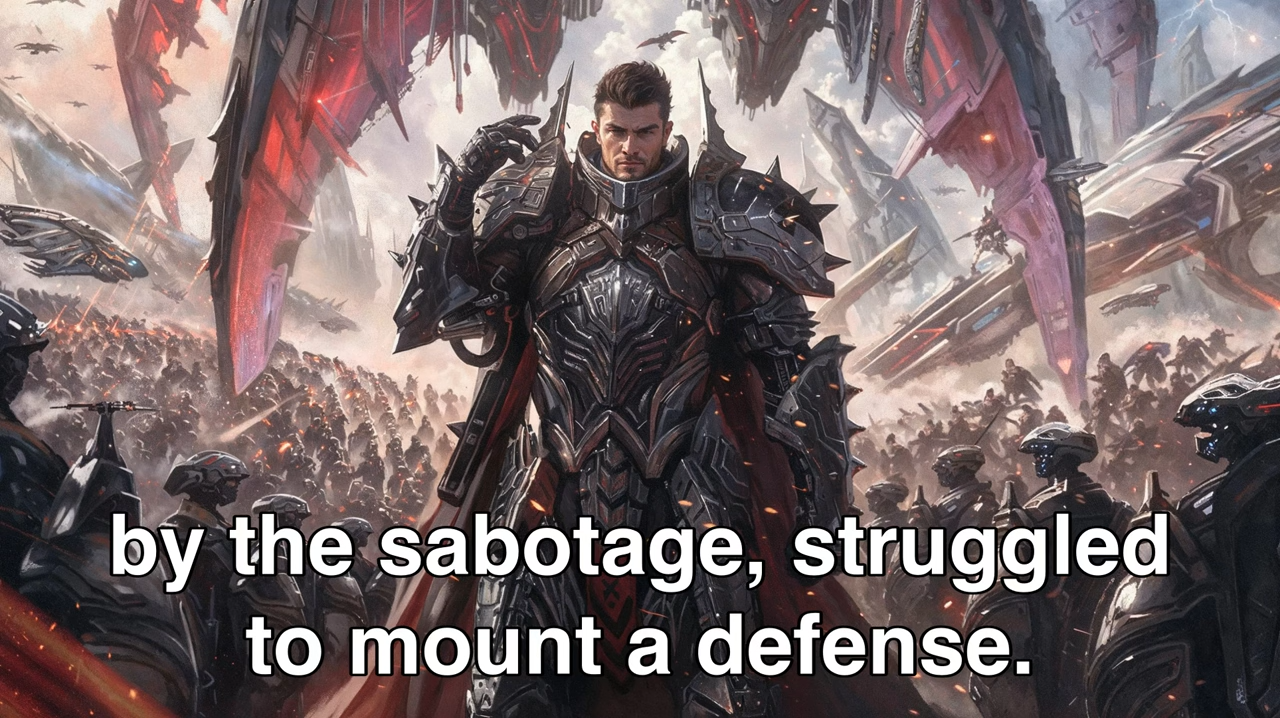 by the sabotage, struggled
to mount a defense.